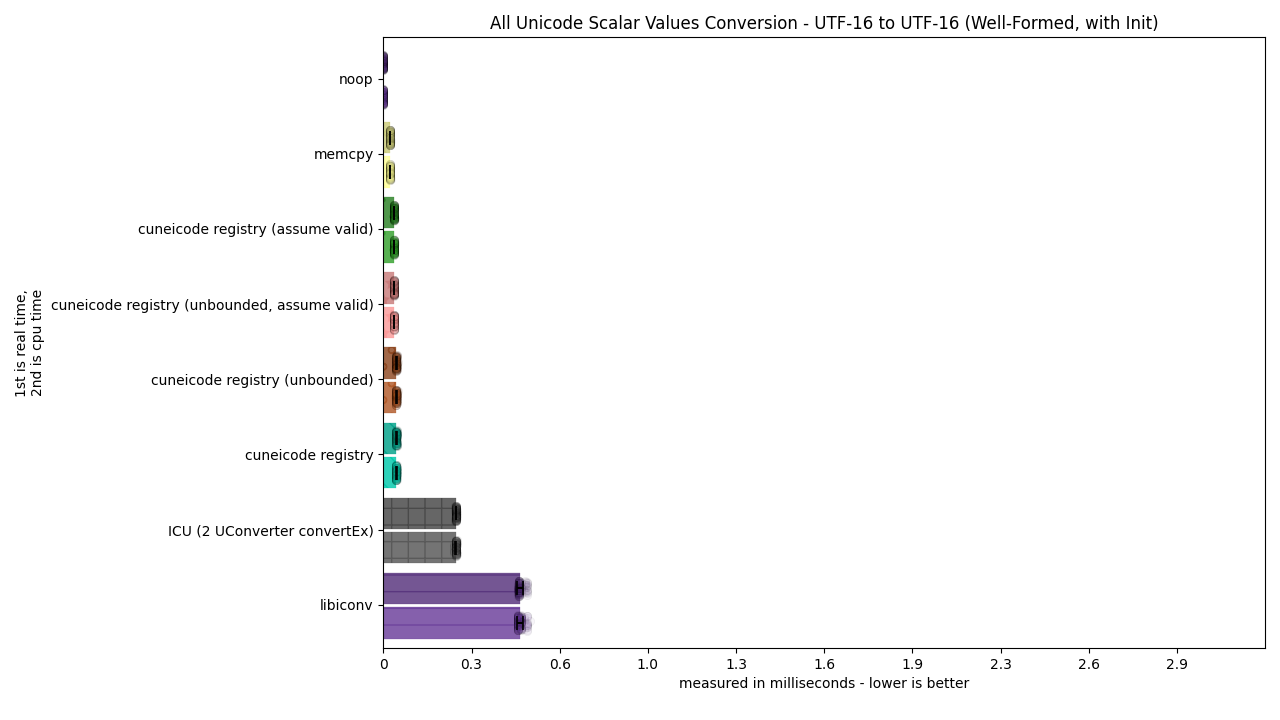 All Unicode Scalar Values Conversion - UTF-16 to UTF-16 (Well-Formed, with Init)
1st is real time,
2nd is cpu time
noop
memcpy
cuneicode registry (assume valid)
cuneicode registry (unbounded, assume valid)
cuneicode registry (unbounded)
cuneicode registry
ICU (2 UConverter convertEx)
libiconv
0 0.3 0.6 1.0 1.3 1.6 1.9 2.3 2.6 2.9
measured in milliseconds - lower is better